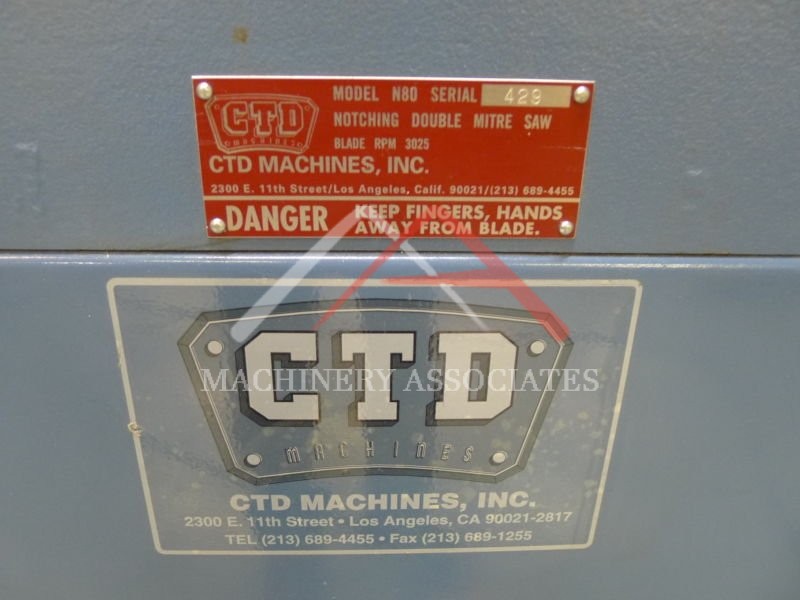 CTD
MACHINES
MODEL N80 SERIAL 429
NOTCHING DOUBLE MITRE SAW
BLADE RPM 3025
CTD MACHINES, INC.
2300 E. 11th Street/Los Angeles, Calif. 90021/(213) 689-4455
DANGER KEEP FINGERS, HANDS
AWAY FROM BLADE.
CTD
MACHINERY ASSOCIATES
MACHINES
CTD MACHINES, INC.
2300 E. 11th Street • Los Angeles, CA 90021-2817
TEL (213) 689-4455 • Fax (213) 689-1255